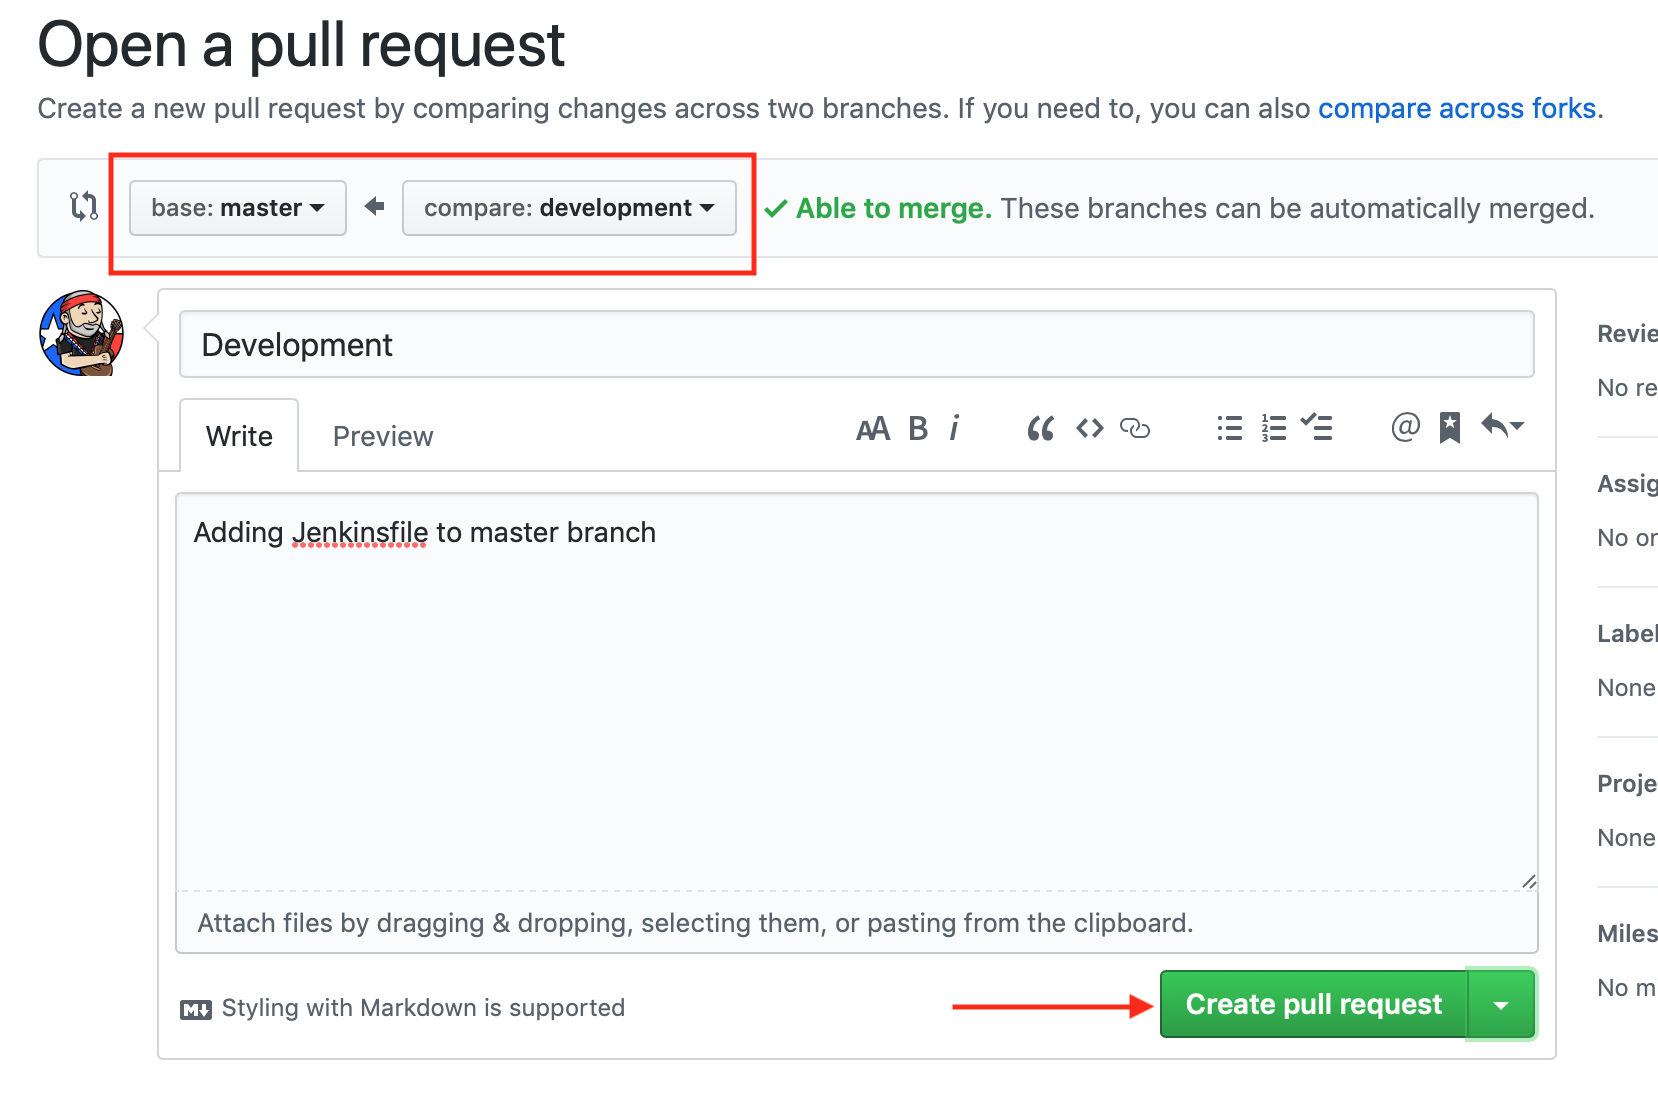 Open a pull request
Create a new pull request by comparing changes across two branches. If you need to, you can also compare across forks.
base: master compare: development Able to merge. These branches can be automatically merged.
Development
Revie
No re
Write Preview AA B i
Assig
Adding Jenkinsfile to master branch
No or
Label
None
Proje
None
Attach files by dragging & dropping, selecting them, or pasting from the clipboard.
Miles
No m
Styling with Markdown is supported
Create pull request